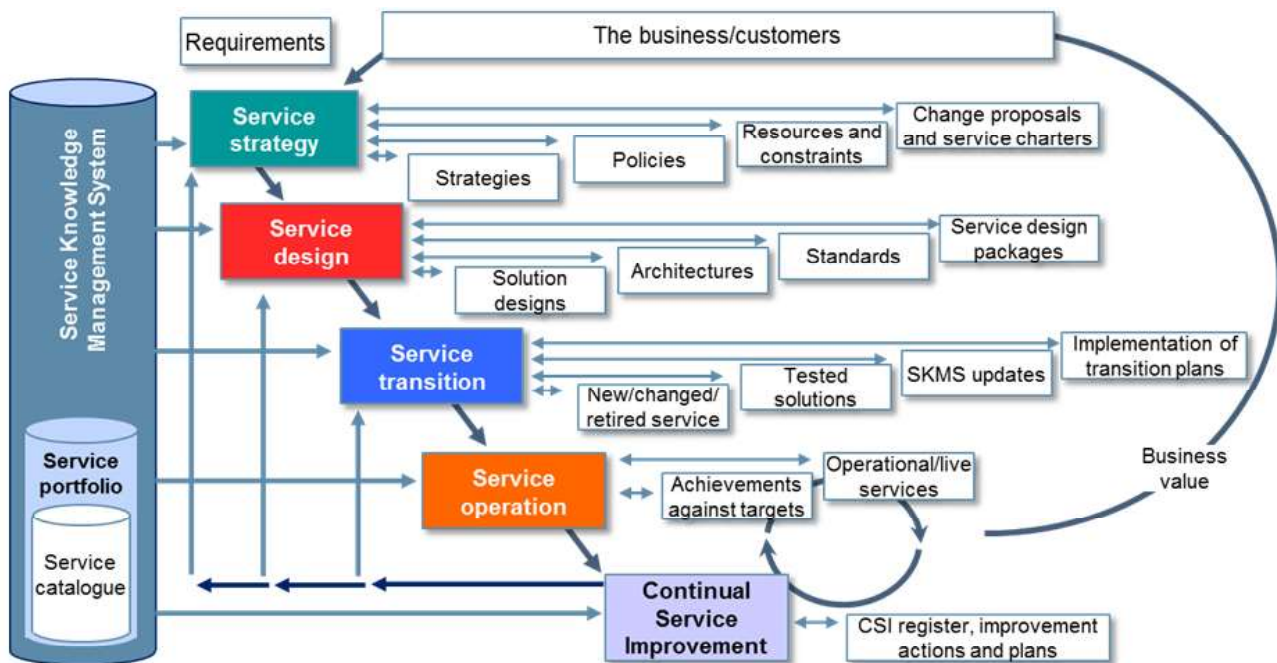 Requirements
The business/customers
Service Knowledge
Management System
Service
strategy
Strategies
Policies
Resources and
constraints
Change proposals
and service charters
Service
design
Solution
designs
Architectures
Standards
Service design
packages
Service
transition
New/changed/
retired service
Tested
solutions
SKMS updates
Implementation of
transition plans
Service
portfolio
Service
catalogue
Service
operation
Achievements
against targets
Operational/live
services
Business
value
Continual
Service
Improvement
CSI register, improvement
actions and plans